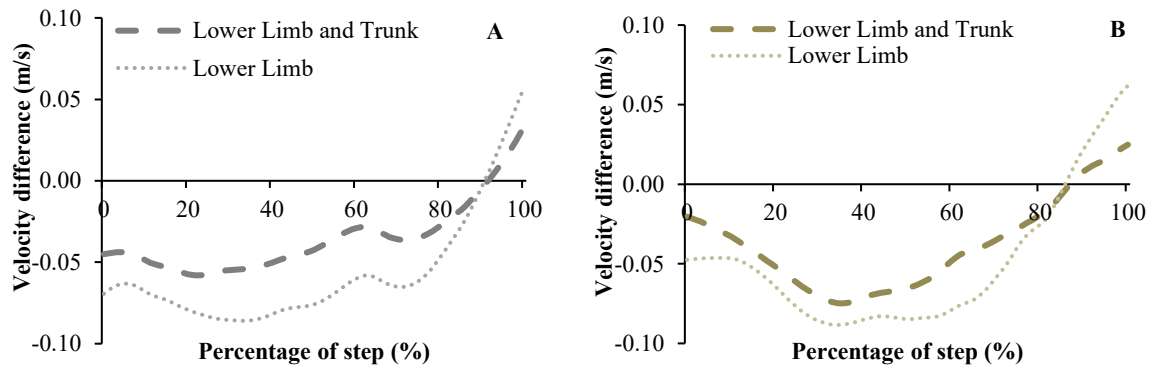 Velocity difference (m/s)
0.10
0.05
0.00
-0.05
-0.10
Lower Limb and Trunk
Lower Limb
A
0 20 40 60 80 100
Percentage of step (%)
Velocity difference (m/s)
0.10
0.05
0.00
-0.05
-0.10
Lower Limb and Trunk
Lower Limb
B
0 20 40 60 80 100
Percentage of step (%)